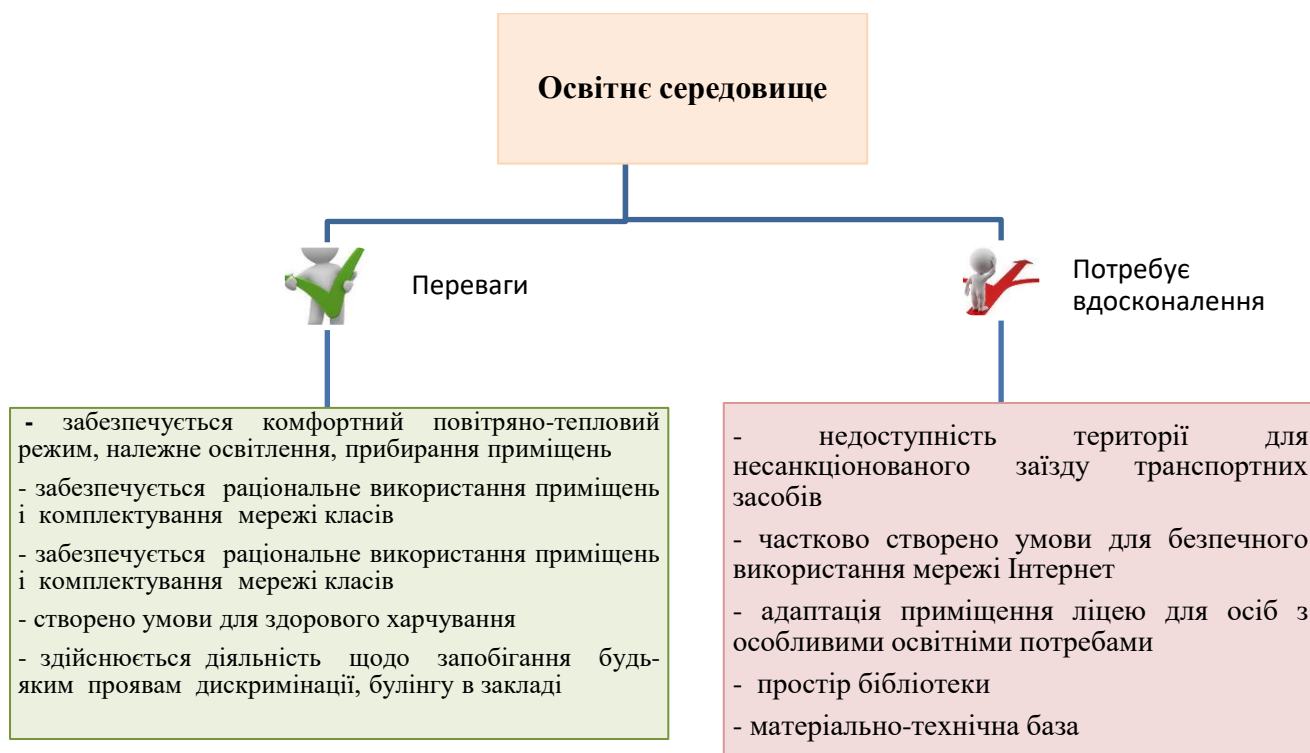 Освітнє середовище
Переваги
Потребує
вдосконалення
- забезпечується комфортний повітряно-тепловий
режим, належне освітлення, прибирання приміщень
- забезпечується раціональне використання приміщень
і комплектування мережі класів
- забезпечується раціональне використання приміщень
і комплектування мережі класів
- створено умови для здорового харчування
- здійснюється діяльність щодо запобігання будь-
яким проявам дискримінації, булінгу в закладі
- недоступність території для
несанкціонованого заїзду транспортних
засобів
- частково створено умови для безпечного
використання мережі Інтернет
- адаптація приміщення ліцею для осіб з
особливими освітніми потребами
- простір бібліотеки
- матеріально-технічна база